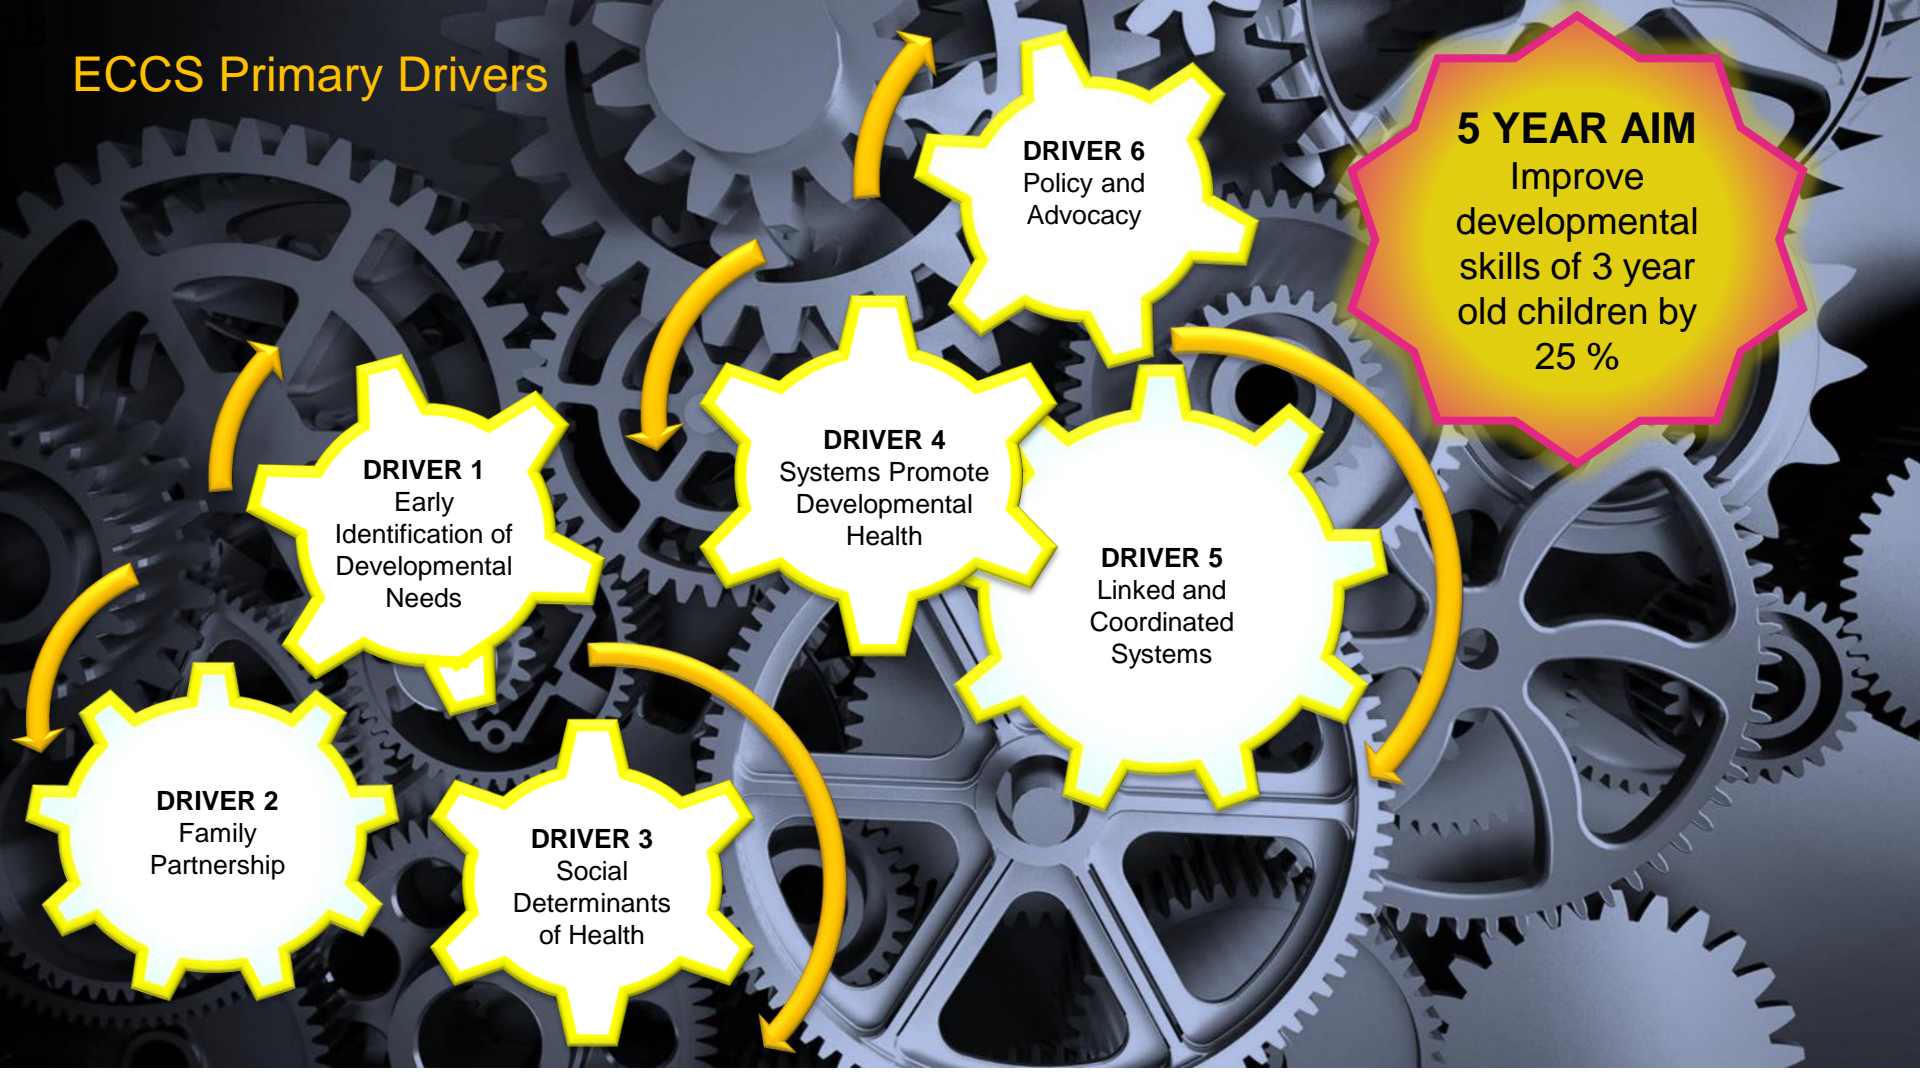 18
ECCS Primary Drivers
5 YEAR AIM
Improve
developmental
skills of 3 year
old children by
25 %
DRIVER 6
Policy and
Advocacy
DRIVER 4
Systems Promote
Developmental
Health
DRIVER 1
Early
Identification of
Developmental
Needs
DRIVER 5
Linked and
Coordinated
Systems
DRIVER 2
Family
Partnership
DRIVER 3
Social
Determinants
of Health